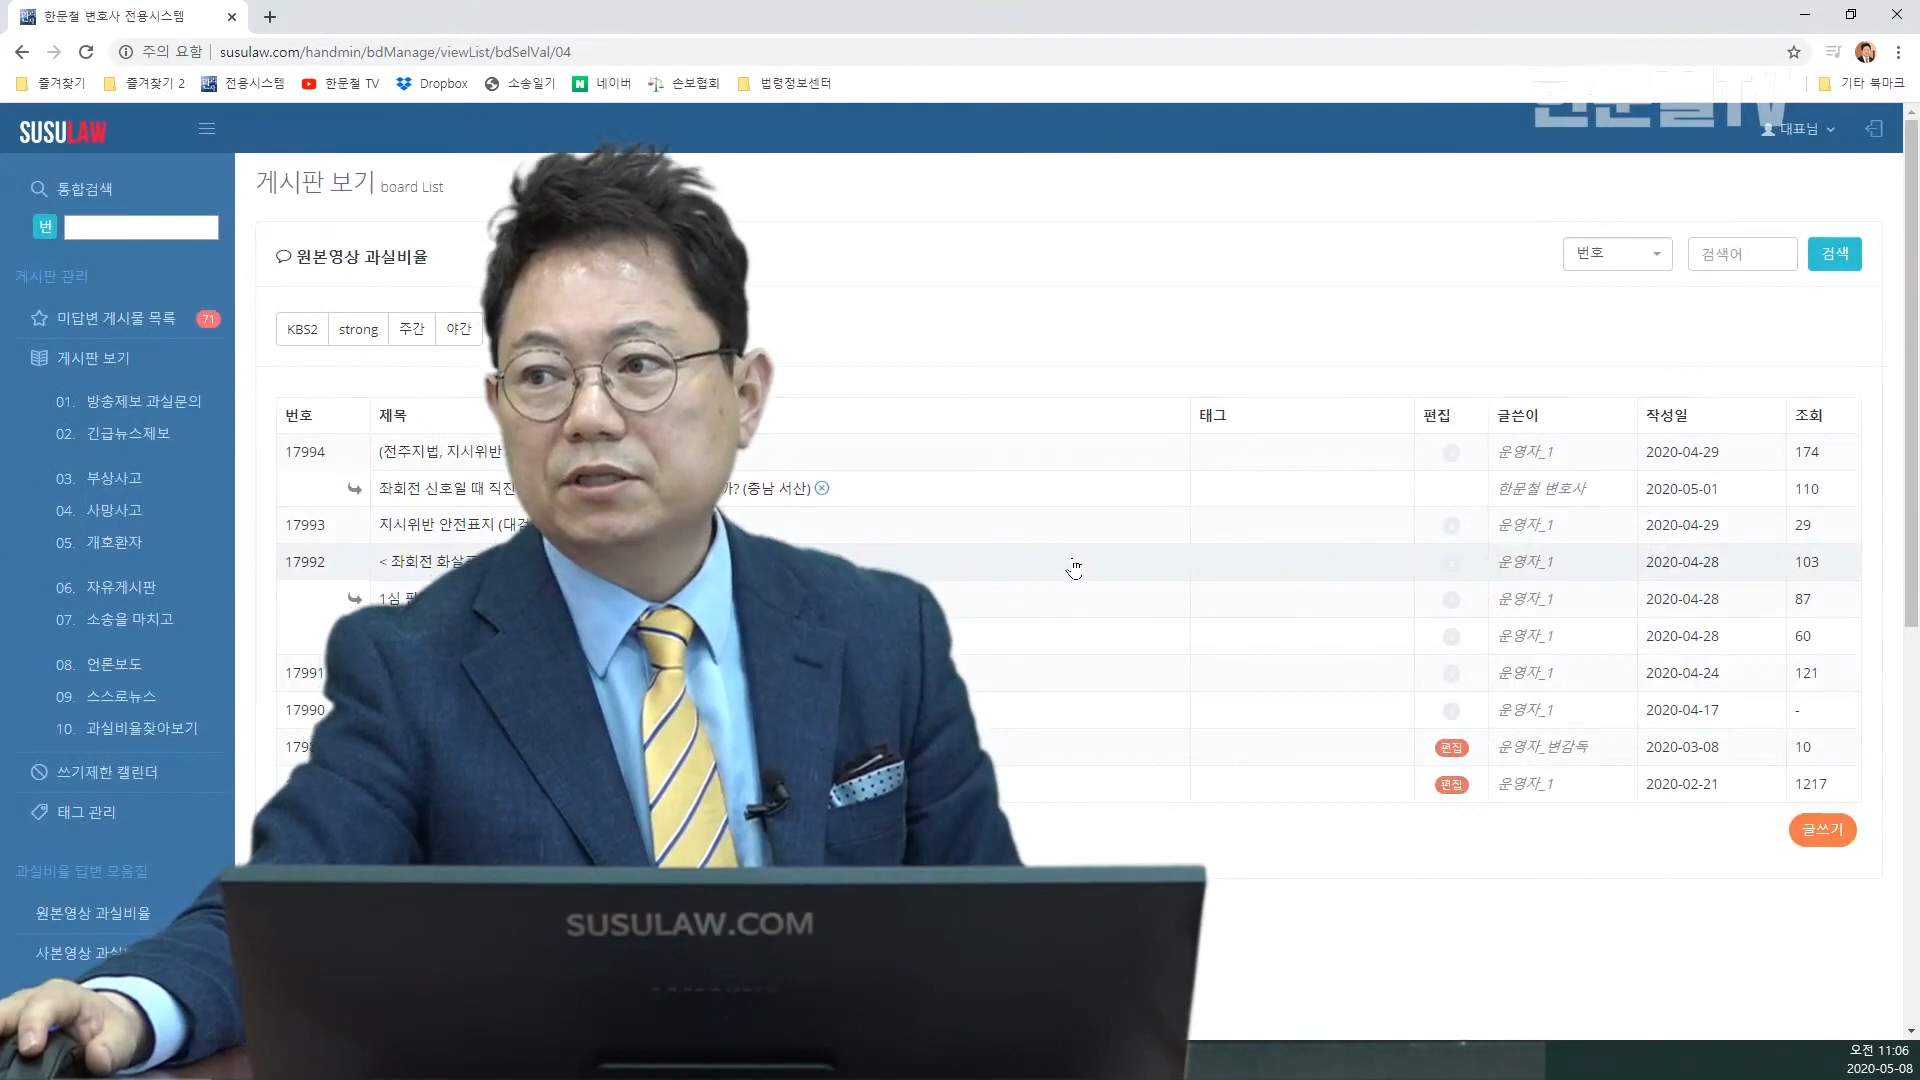 한문철 변호사 전용시스템
주의 요함 susulaw.com/handmin/bdManage/viewList/bdSelVal/04
즐겨찾기 즐겨찾기 2 전용시스템 한문철 TV Dropbox 소송일기 네이버 손보협회 법령정보센터 기타 북마크
한문철TV
SUSULAW 대표님
통합검색
번
게시판 관리
미답변 게시물 목록 71
게시판 보기
01. 방송제보 과실문의
02. 긴급뉴스제보
03. 부상사고
04. 사망사고
05. 개호환자
06. 자유게시판
07. 소송을 마치고
08. 언론보도
09. 스스로뉴스
10. 과실비율찾아보기
쓰기제한 캘린더
태그 관리
과실비율 답변 모음집
원본영상 과실비율
사본영상
게시판 보기 board List
원본영상 과실비율 번호 검색어 검색
KBS2 strong 주간 야간
번호 제목 태그 편집 글쓴이 작성일 조회
17994 (전주지법, 지시위반 운영자_1 2020-04-29 174
좌회전 신호일 때 직진 (충남 서산) 한문철 변호사 2020-05-01 110
17993 지시위반 안전표지 운영자_1 2020-04-29 29
17992 < 좌회전 운영자_1 2020-04-28 103
1심 운영자_1 2020-04-28 87
운영자_1 2020-04-28 60
17991 운영자_1 2020-04-24 121
17990 운영자_1 2020-04-17 -
편집 운영자_변감독 2020-03-08 10
편집 운영자_1 2020-02-21 1217
글쓰기
SUSULAW.COM
오전 11:06
2020-05-08